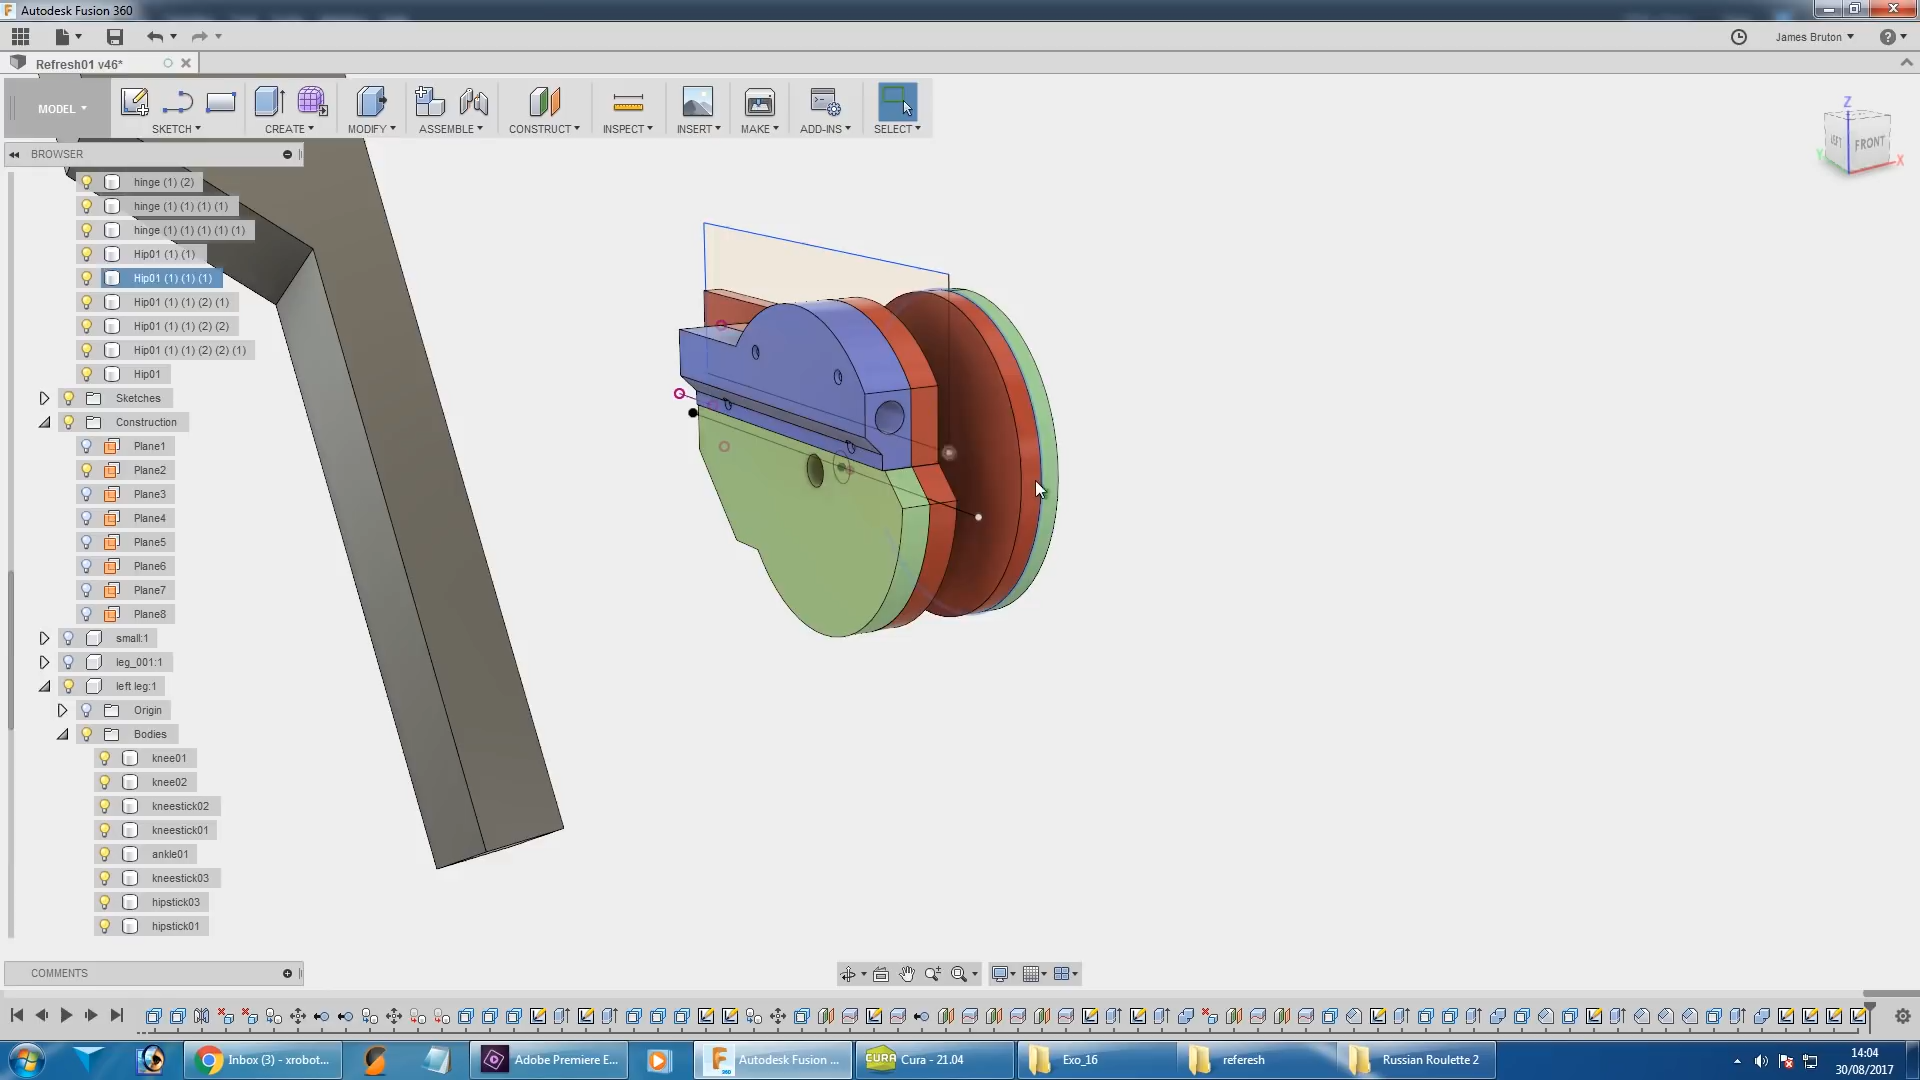 Autodesk Fusion 360
James Bruton
Refresh01 v46*
MODEL
SKETCH
CREATE
MODIFY
ASSEMBLE
CONSTRUCT
INSPECT
INSERT
MAKE
ADD-INS
SELECT
Z
LEFT
FRONT
Y
X
BROWSER
hinge (1) (2)
hinge (1) (1) (1) (1)
hinge (1) (1) (1) (1) (1)
Hip01 (1) (1)
Hip01 (1) (1) (1)
Hip01 (1) (1) (2) (1)
Hip01 (1) (1) (2) (2)
Hip01 (1) (1) (2) (2) (1)
Hip01
Sketches
Construction
Plane1
Plane2
Plane3
Plane4
Plane5
Plane6
Plane7
Plane8
small:1
leg_001:1
left leg:1
Origin
Bodies
knee01
knee02
kneestick02
kneestick01
ankle01
kneestick03
hipstick03
hipstick01
COMMENTS
Inbox (3) - xrobot...
Adobe Premiere E...
Autodesk Fusion ...
CURA
Cura - 21.04
Exo_16
referesh
Russian Roulette 2
14:04
30/08/2017